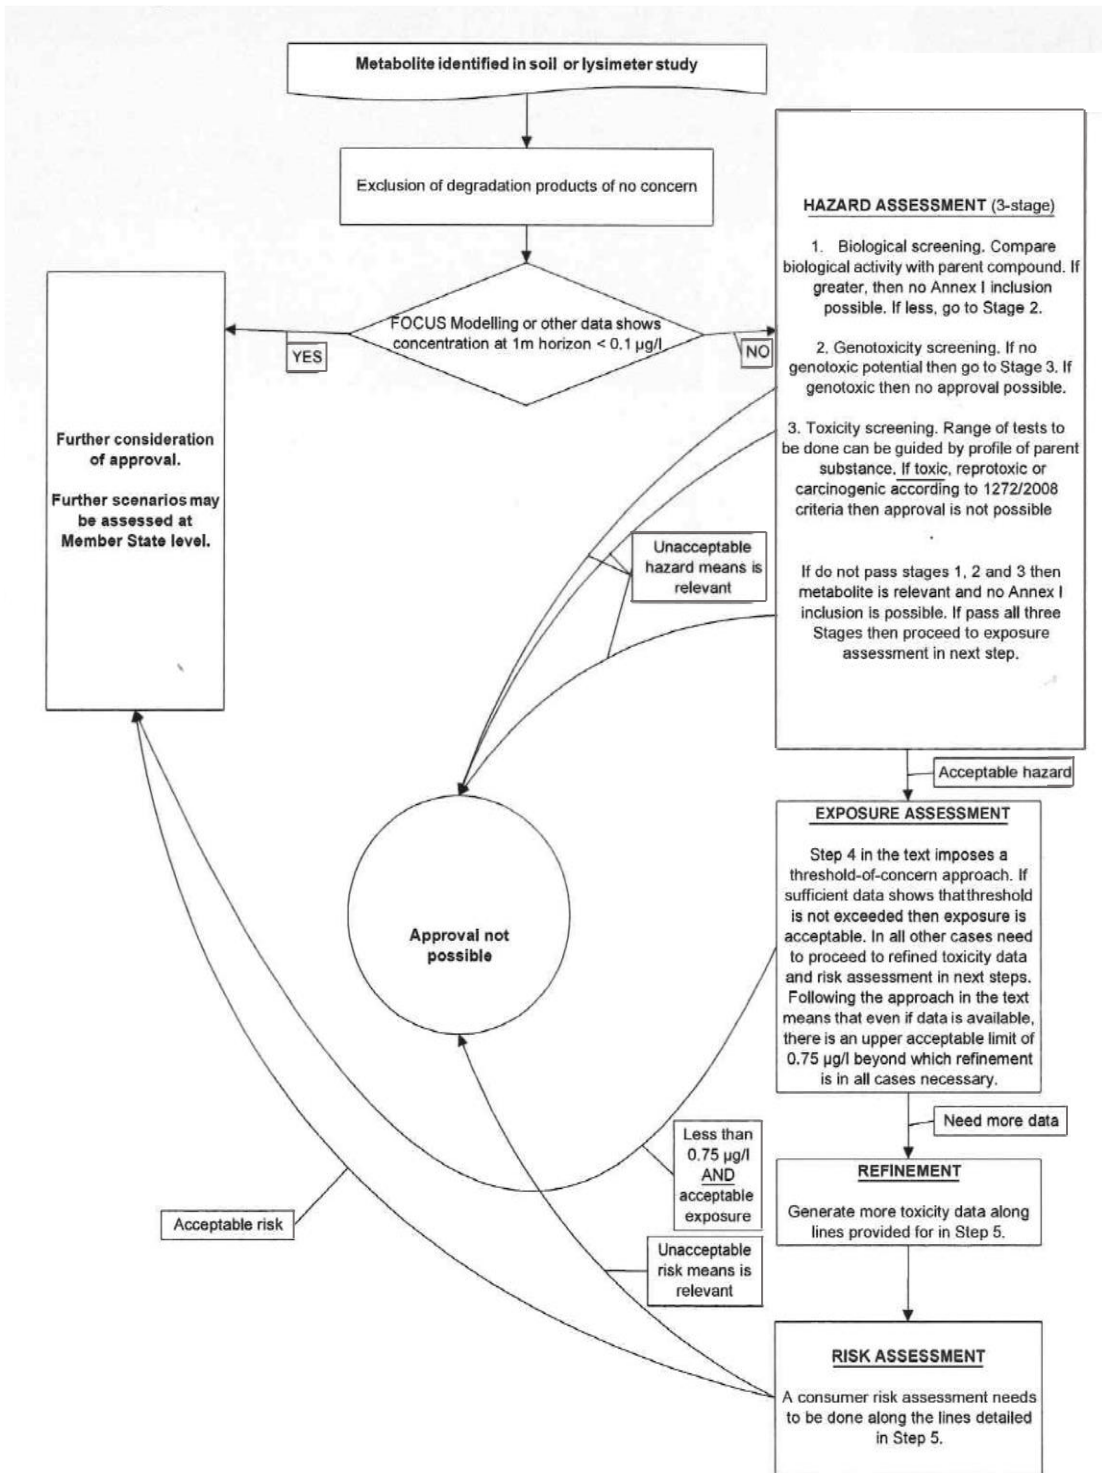 Metabolite identified in soil or lysimeter study
Exclusion of degradation products of no concern
FOCUS Modelling or other data shows
concentration at 1m horizon < 0.1 µg/l
YES
NO
Further consideration
of approval.
Further scenarios may
be assessed at
Member State level.
HAZARD ASSESSMENT (3-stage)
1. Biological screening. Compare
biological activity with parent compound. If
greater, then no Annex I inclusion
possible. If less, go to Stage 2.
2. Genotoxicity screening. If no
genotoxic potential then go to Stage 3. If
genotoxic then no approval possible.
3. Toxicity screening. Range of tests to
be done can be guided by profile of parent
substance. If toxic, reprotoxic or
carcinogenic according to 1272/2008
criteria then approval is not possible
If do not pass stages 1, 2 and 3 then
metabolite is relevant and no Annex I
inclusion is possible. If pass all three
Stages then proceed to exposure
assessment in next step.
Unacceptable
hazard means is
relevant
Acceptable hazard
Approval not
possible
EXPOSURE ASSESSMENT
Step 4 in the text imposes a
threshold-of-concern approach. If
sufficient data shows thatthreshold
is not exceeded then exposure is
acceptable. In all other cases need
to proceed to refined toxicity data
and risk assessment in next steps.
Following the approach in the text
means that even if data is available,
there is an upper acceptable limit of
0.75 µg/l beyond which refinement
is in all cases necessary.
Need more data
Less than
0.75 µg/l
AND
acceptable
exposure
REFINEMENT
Generate more toxicity data along
lines provided for in Step 5.
Acceptable risk
Unacceptable
risk means is
relevant
RISK ASSESSMENT
A consumer risk assessment needs
to be done along the lines detailed
in Step 5.